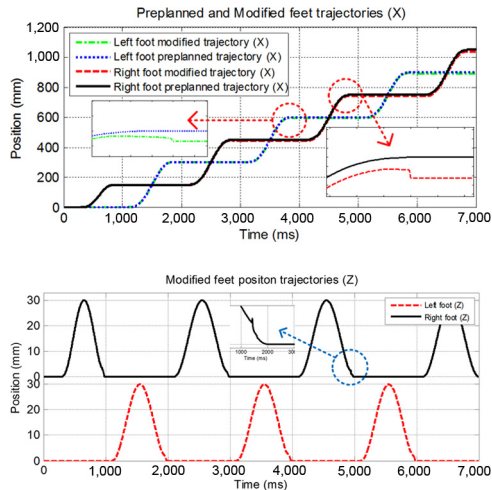 Preplanned and Modified feet trajectories (X)
1,200
1,000
800
600
400
200
0
Position (mm)
Left foot modified trajectory (X)
Left foot preplanned trajectory (X)
Right foot modified trajectory (X)
Right foot preplanned trajectory (X)
0 1,000 2,000 3,000 4,000 5,000 6,000 7,000
Time (ms)
Modified feet positon trajectories (Z)
30
20
10
0
30
20
10
0
Position (mm)
Position (mm)
Left foot (Z)
Right foot (Z)
1000 2000 30
Time (ms)
0 1,000 2,000 3,000 4,000 5,000 6,000 7,000
Time (ms)